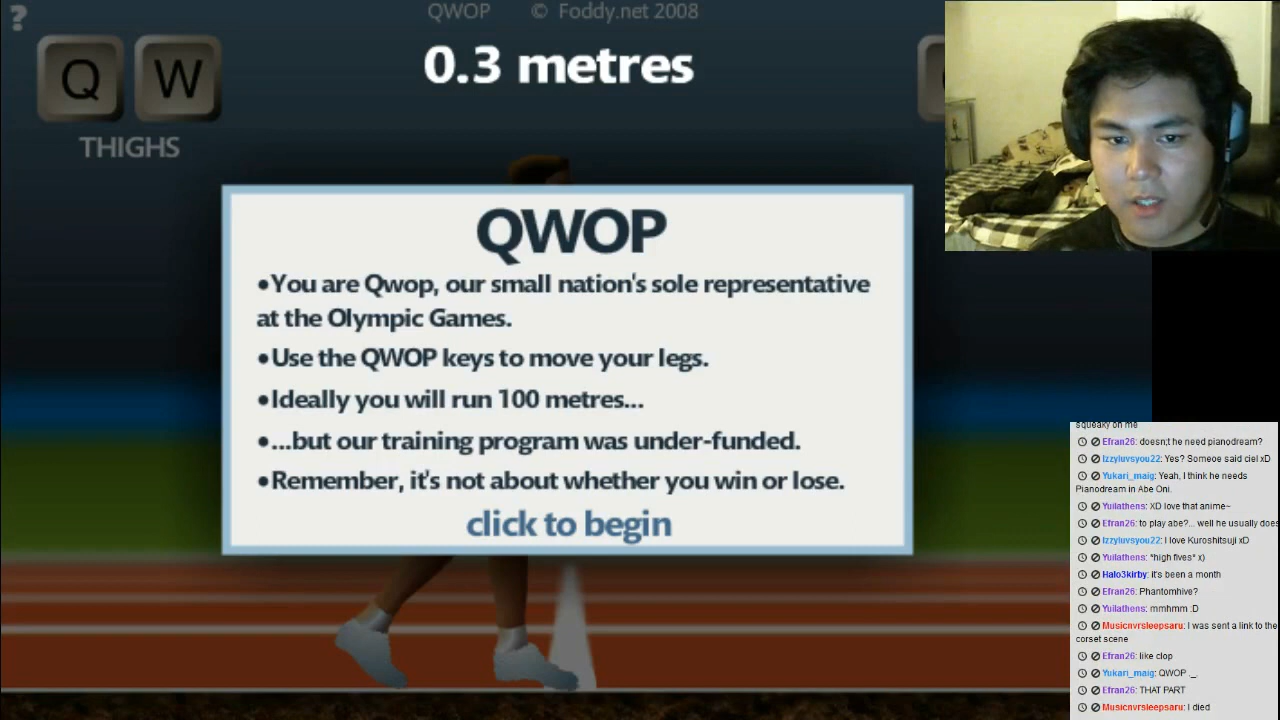 ?
QWOP © Foddy.net 2008
Q W
0.3 metres
THIGHS
QWOP
•You are Qwop, our small nation's sole representative
at the Olympic Games.
•Use the QWOP keys to move your legs.
•Ideally you will run 100 metres...
•...but our training program was under-funded.
•Remember, it's not about whether you win or lose.
click to begin
squeaky on me
Efran26: doesn;t he need pianodream?
Izzyluvsyou22: Yes? Someoe said ciel xD
Yukari_maig: Yeah, I think he needs
Pianodream in Abe Oni.
Yuilathens: XD love that anime~
Efran26: to play abe?... well he usually does
Izzyluvsyou22: I love Kuroshitsuji xD
Yuilathens: *high fives* x)
Halo3kirby: it's been a month
Efran26: Phantomhive?
Yuilathens: mmhmm :D
Musicnvrsleepsaru: I was sent a link to the
corset scene
Efran26: like clop
Yukari_maig: QWOP ._.
Efran26: THAT PART
Musicnvrsleepsaru: I died